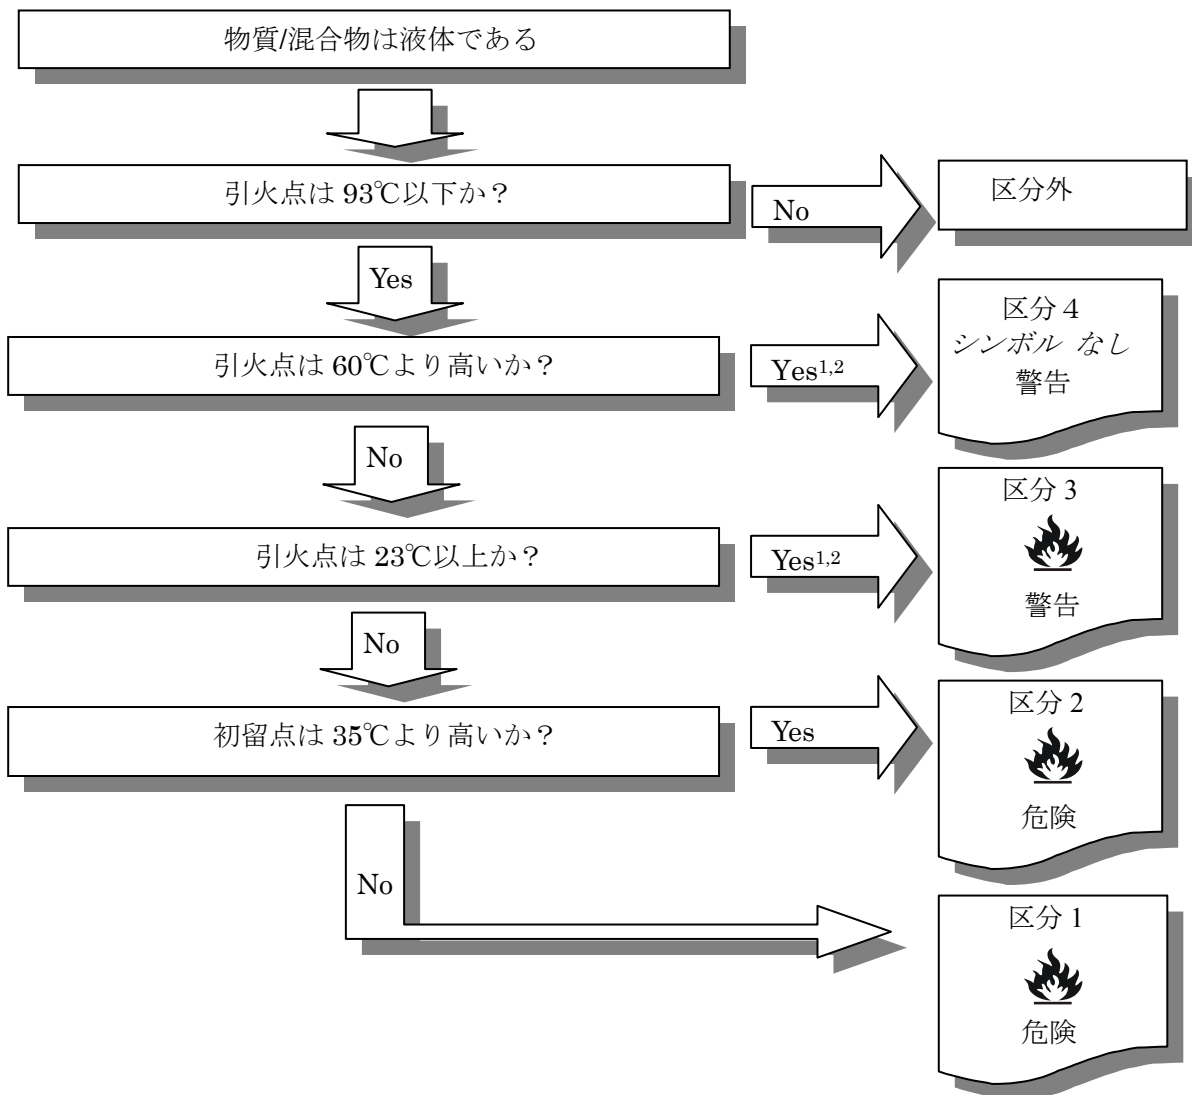 物質/混合物は液体である
引火点は 93℃以下か？
No
区分外
Yes
引火点は 60℃より高いか？
Yes1,2
区分４
シンボル なし
警告
No
引火点は 23℃以上か？
Yes1,2
区分 3
警告
No
初留点は 35℃より高いか？
Yes
区分 2
危険
No
区分 1
危険